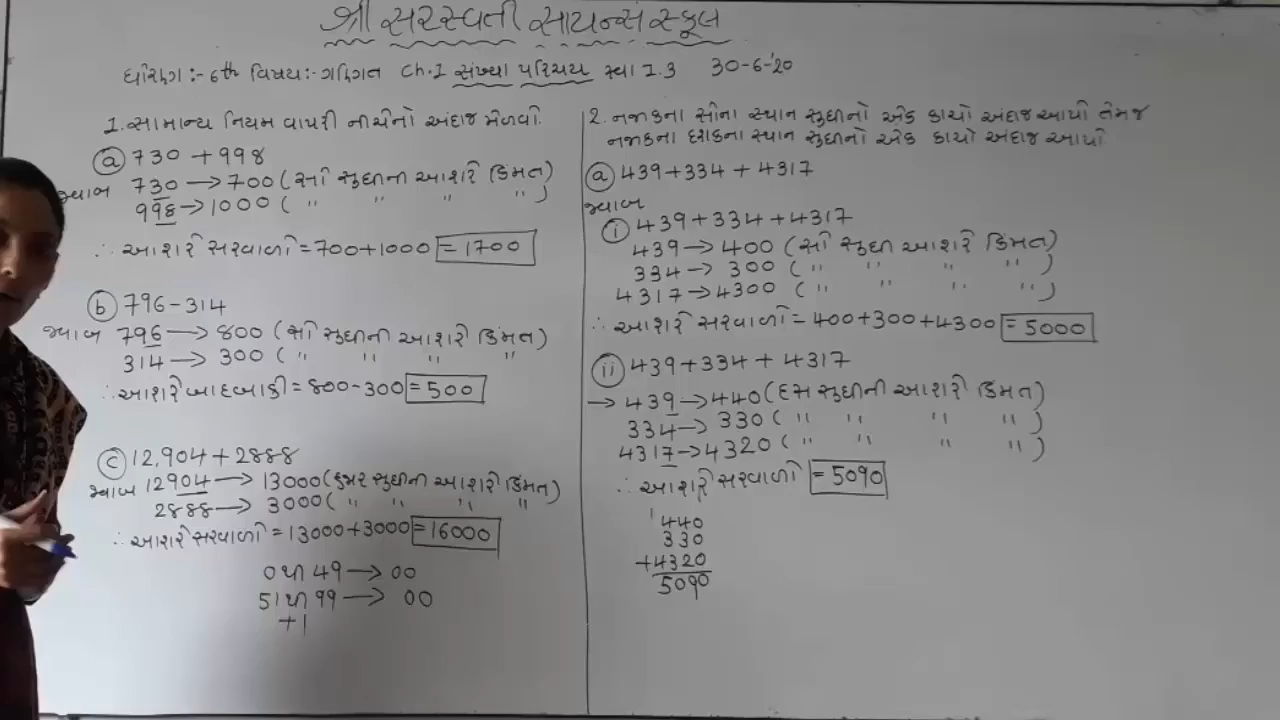 શ્રી સરસ્વતી સાયન્સ સ્કૂલ
ધોરણ:- 6th વિષય:- ગણિત Ch.1 સંખ્યા પરિચય સ્વા 1.3 30-6-'20
1. સામાન્ય નિયમ વાપરી નીચેનો અંદાજ મેળવો.
ⓐ 730 + 998
જવાબ 730 → 700 (સો સુધીની આશરે કિંમત)
998 → 1000 ( " " " " )
∴ આશરે સરવાળો = 700+1000 = 1700
ⓑ 796 - 314
જવાબ 796 → 800 (સો સુધીની આશરે કિંમત)
314 → 300 ( " " " "
∴ આશરે બાદબાકી = 800-300 = 500
ⓒ 12,904 + 2888
જવાબ 12904 → 13000 (હજાર સુધીની આશરે કિંમત)
2888 → 3000 ( " " " "
∴ આશરે સરવાળો = 13000+3000 = 16000
0 થી 49 → 00
51 થી 99 → 00
+1
2. નજીકના સોના સ્થાન સુધીનો એક કાચો અંદાજ આપો તેમજ
નજીકના દશકના સ્થાન સુધીનો એક કાચો અંદાજ આપો
ⓐ 439 + 334 + 4317
જવાબ
ⓘ 439 + 334 + 4317
439 → 400 (સો સુધી આશરે કિંમત)
334 → 300 ( " " " " )
4317 → 4300 ( " " " " )
∴ આશરે સરવાળો = 400+300+4300 = 5000
ii 439 + 334 + 4317
→ 439 → 440 (દસ સુધીની આશરે કિંમત)
334 → 330 ( " " " " )
4317 → 4320 ( " " " " )
∴ આશરે સરવાળો = 5090
1 440
330
+4320
5090